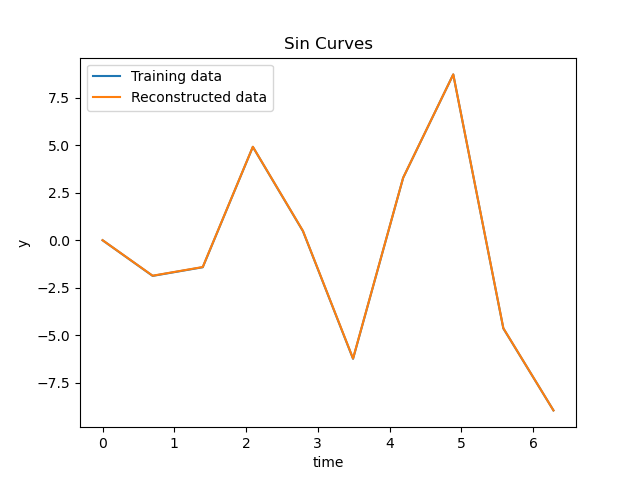 Sin Curves
Training data
Reconstructed data
7.5
5.0
2.5
0.0
−2.5
−5.0
−7.5
y
0 1 2 3 4 5 6
time